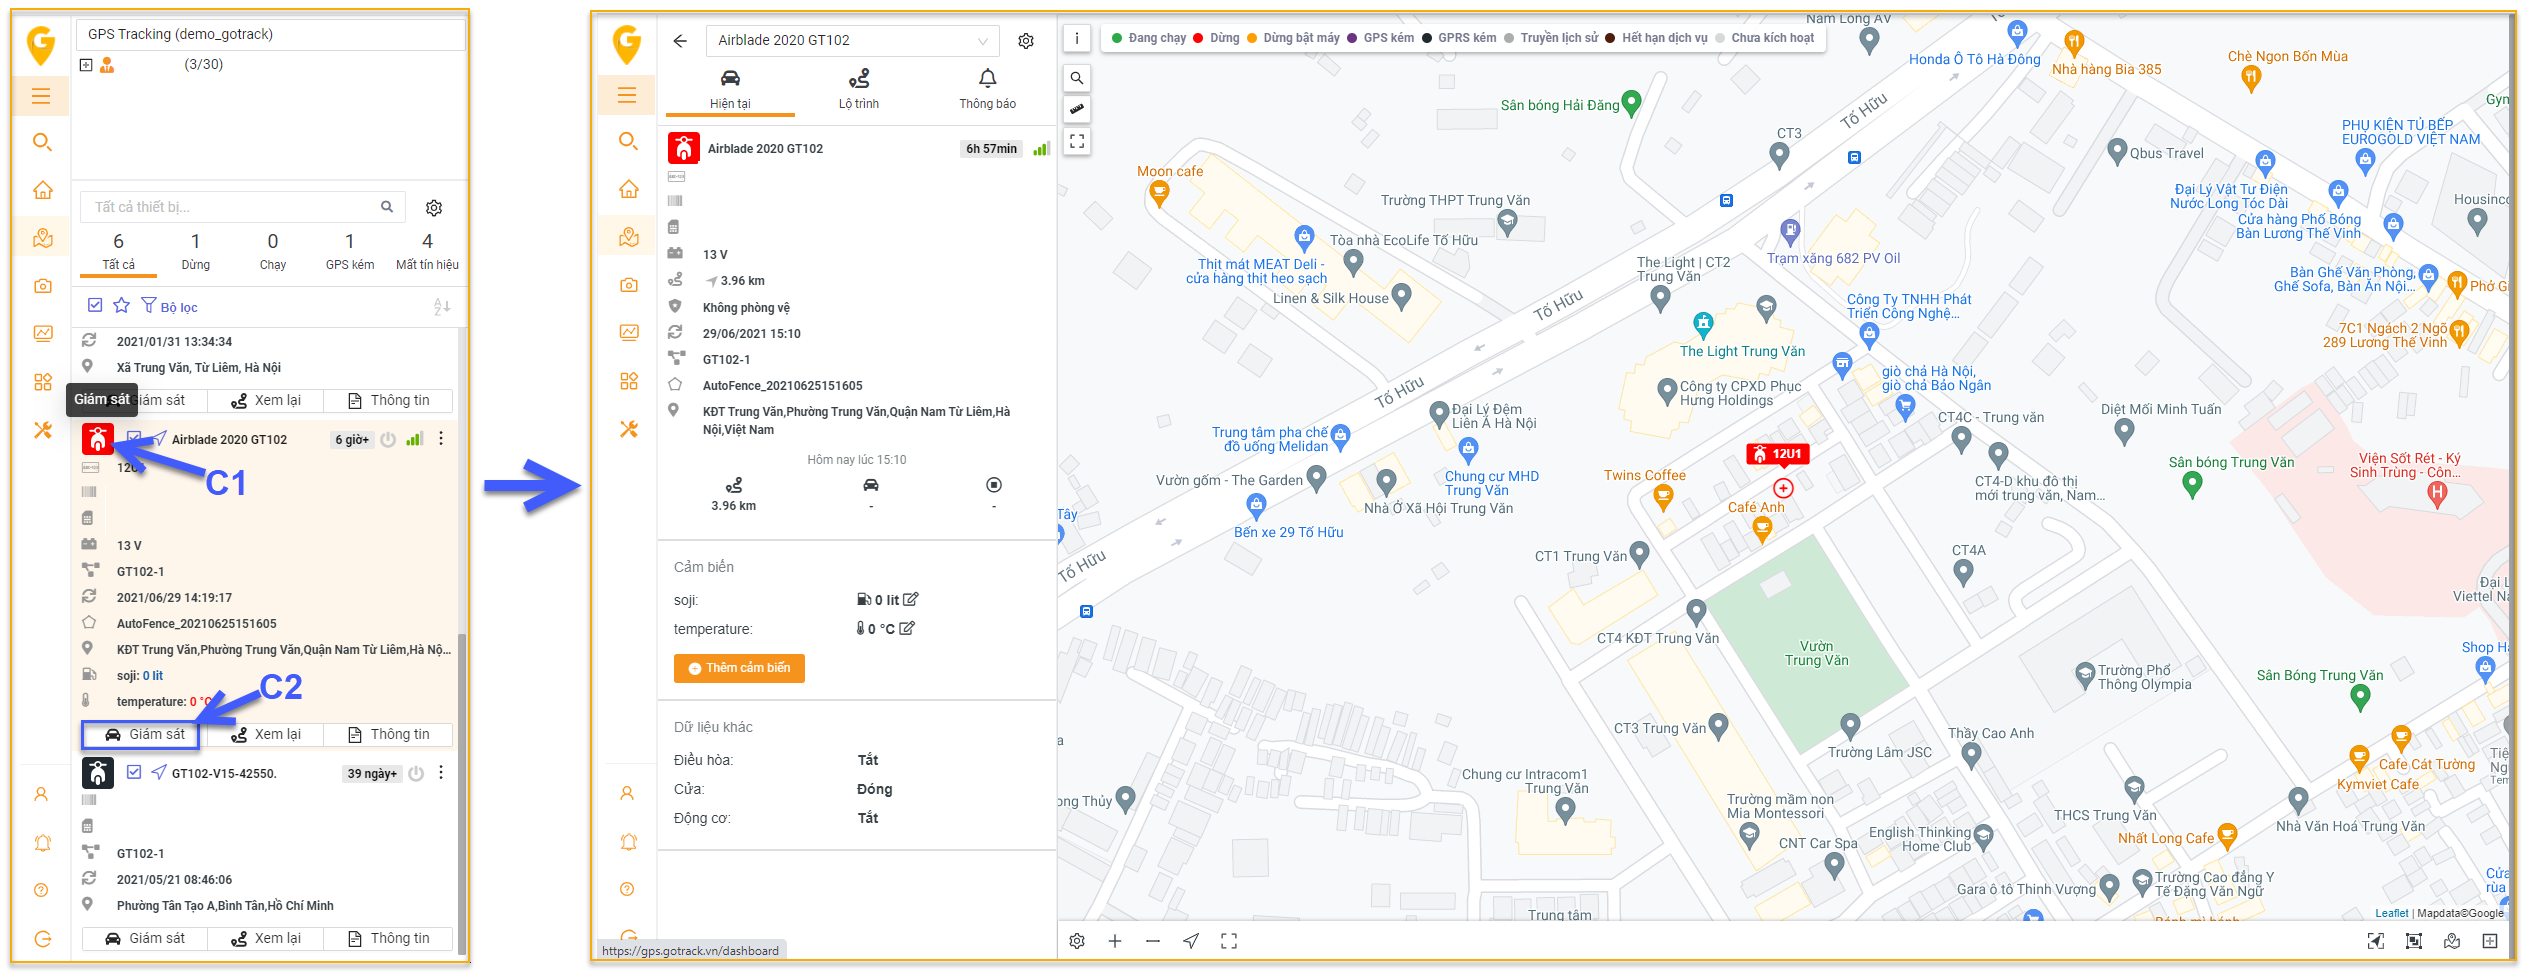 GPS Tracking (demo_gotrack)
(3/30)
Tất cả thiết bị...
6
1
0
1
4
Tất cả
Dừng
Chạy
GPS kém
Mất tín hiệu
Bộ lọc
2021/01/31 13:34:34
Xã Trung Văn, Từ Liêm, Hà Nội
Giám sát
Giám sát
Xem lại
Thông tin
Airblade 2020 GT102
6 giờ+
C1
13 V
GT102-1
2021/06/29 14:19:17
AutoFence_20210625151605
KĐT Trung Văn,Phường Trung Văn,Quận Nam Từ Liêm,Hà Nộ...
soji: 0 lit
C2
temperature: 0 °C
Giám sát
Xem lại
Thông tin
GT102-V15-42550.
39 ngày+
GT102-1
2021/05/21 08:46:06
Phường Tân Tạo A,Bình Tân,Hồ Chí Minh
Giám sát
Xem lại
Thông tin
Airblade 2020 GT102
Hiện tại
Lộ trình
Thông báo
Airblade 2020 GT102
6h 57min
13 V
3.96 km
Không phòng vệ
29/06/2021 15:10
GT102-1
AutoFence_20210625151605
KĐT Trung Văn,Phường Trung Văn,Quận Nam Từ Liêm,Hà
Nội,Việt Nam
Hôm nay lúc 15:10
3.96 km
-
-
Cảm biến
soji:
0 lit
temperature:
0 °C
Thêm cảm biến
Dữ liệu khác
Điều hòa:
Tắt
Cửa:
Đóng
Động cơ:
Tắt
https://gps.gotrack.vn/dashboard
i
Đang chạy
Dừng
Dừng bật máy
GPS kém
GPRS kém
Truyền lịch sử
Hết hạn dịch vụ
Chưa kích hoạt
Nam Long AV
Honda Ô Tô Hà Đông
Nhà hàng Bia 385
Chè Ngon Bốn Mùa
Gym
Sân bóng Hải Đăng
Tố Hữu
CT3
Qbus Travel
PHỤ KIỆN TỦ BẾP
EUROGOLD VIỆT NAM
Moon cafe
Trường THPT Trung Văn
Đại Lý Vật Tư Điện
Nước Long Tóc Dài
Housinco
Cửa hàng Phố Bóng
Bàn Lương Thế Vinh
Tòa nhà EcoLife Tố Hữu
Thịt mát MEAT Deli -
cửa hàng thịt heo sạch
Trạm xăng 682 PV Oil
The Light | CT2
Trung Văn
Bàn Ghế Văn Phòng,
Ghế Sofa, Bàn Ăn Nội...
Phở G
Linen & Silk House
Tố Hữu
Công Ty TNHH Phát
Triển Công Nghệ...
7C1 Ngách 2 Ngõ
289 Lương Thế Vinh
The Light Trung Văn
giò chả Hà Nội,
giò chả Bảo Ngân
Công ty CPXD Phục
Hưng Holdings
Tố Hữu
Đại Lý Đệm
Liên Á Hà Nội
CT4C - Trung văn
Diệt Mối Minh Tuấn
Trung tâm pha chế
đồ uống Melidan
12U1
Viện Sốt Rét - Ký
Sinh Trùng - Côn...
Sân bóng Trung Văn
Vườn gốm - The Garden
Chung cư MHD
Trung Văn
Twins Coffee
CT4-D khu đô thị
mới trung văn, Nam...
Nhà Ở Xã Hội Trung Văn
Café Anh
Tây
Bến xe 29 Tố Hữu
Tố Hữu
CT1 Trung Văn
CT4A
Đại L
Viettel Na
CT4 KĐT Trung Văn
Vườn
Trung Văn
Shop H
Trường Phổ
Thông Olympia
Sân Bóng Trung Văn
CT3 Trung Văn
Thầy Cao Anh
Trường Lâm JSC
Cafe Cát Tường
Kymviet Cafe
Chung cư Intracom1
Trung Văn
ong Thủy
Trường mầm non
Mia Montessori
THCS Trung Văn
Nhà Văn Hoá Trung Văn
English Thinking
Home Club
Nhất Long Cafe
CNT Car Spa
Gara ô tô Thinh Vượng
Trường Cao đẳng Y
Tế Đặng Văn Ngữ
Trung tâm
Leaflet | Mapdata©Google